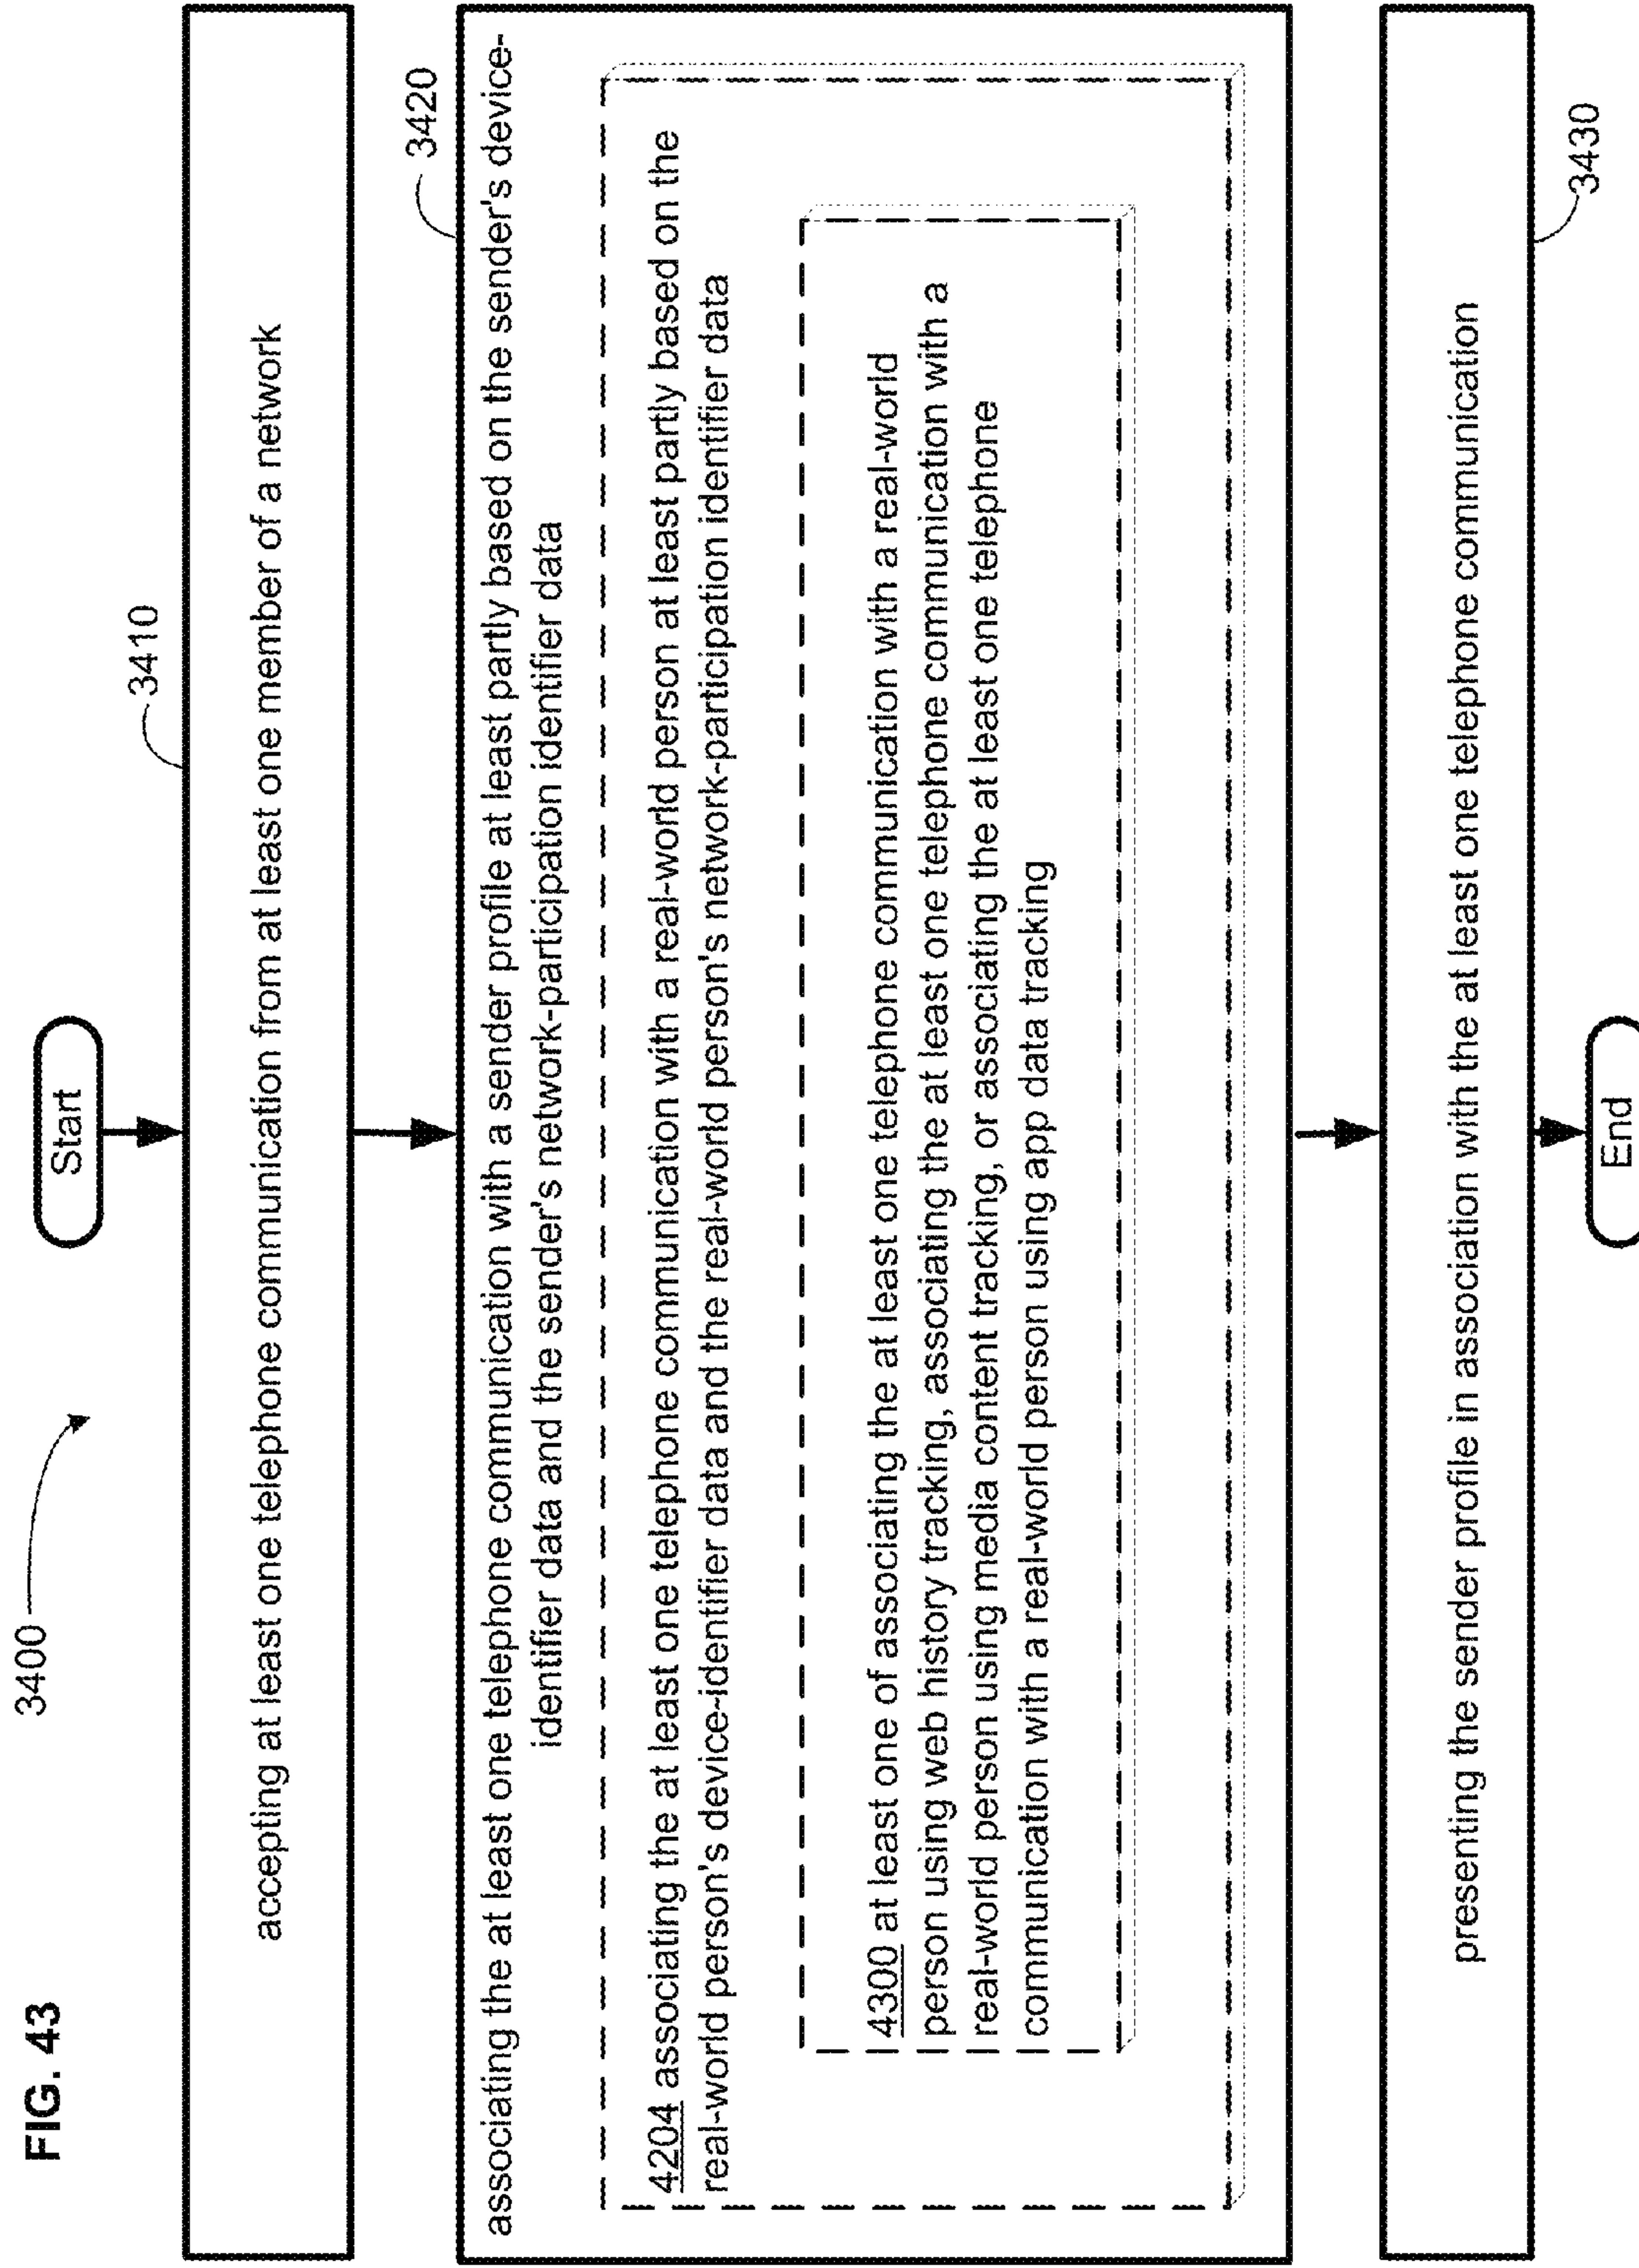 FIG. 43
3400
Start
3410
accepting at least one telephone communication from at least one member of a network
3420
associating the at least one telephone communication with a sender profile at least partly based on the sender's device-
identifier data and the sender's network-participation identifier data
4204 associating the at least one telephone communication with a real-world person at least partly based on the
real-world person's device-identifier data and the real-world person's network-participation identifier data
4300 at least one of associating the at least one telephone communication with a real-world
person using web history tracking, associating the at least one telephone communication with a
real-world person using media content tracking, or associating the at least one telephone
communication with a real-world person using app data tracking
presenting the sender profile in association with the at least one telephone communication
3430
End